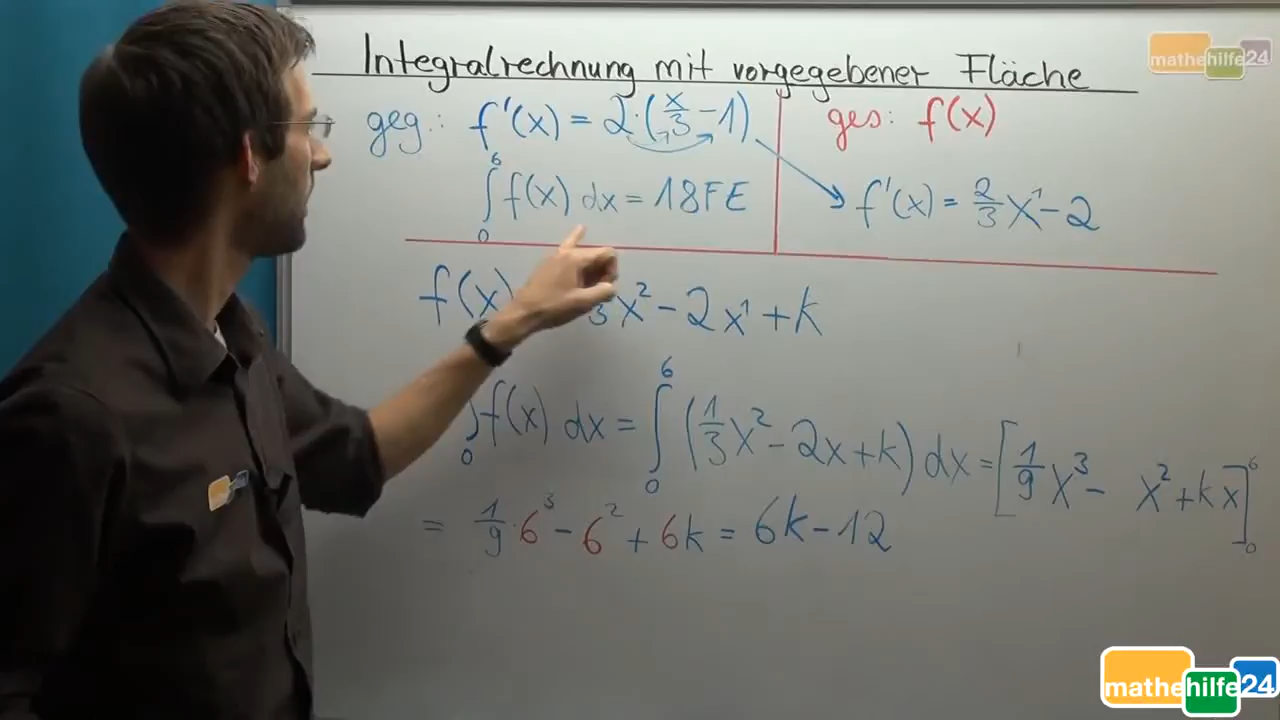 Integralrechnung mit vorgegebener Fläche
mathehilfe24
geg.: f'(x) = 2·(x/3 - 1)
ges: f(x)
∫₀⁶ f(x) dx = 18FE
f'(x) = 2/3 x¹ - 2
f(x) 3 x² - 2x¹ + k
∫₀ f(x) dx = ∫₀⁶ (1/3 x² - 2x + k) dx = [1/9 x³ - x² + kx]₀⁶
= 1/9 · 6³ - 6² + 6k = 6k - 12
mathehilfe24